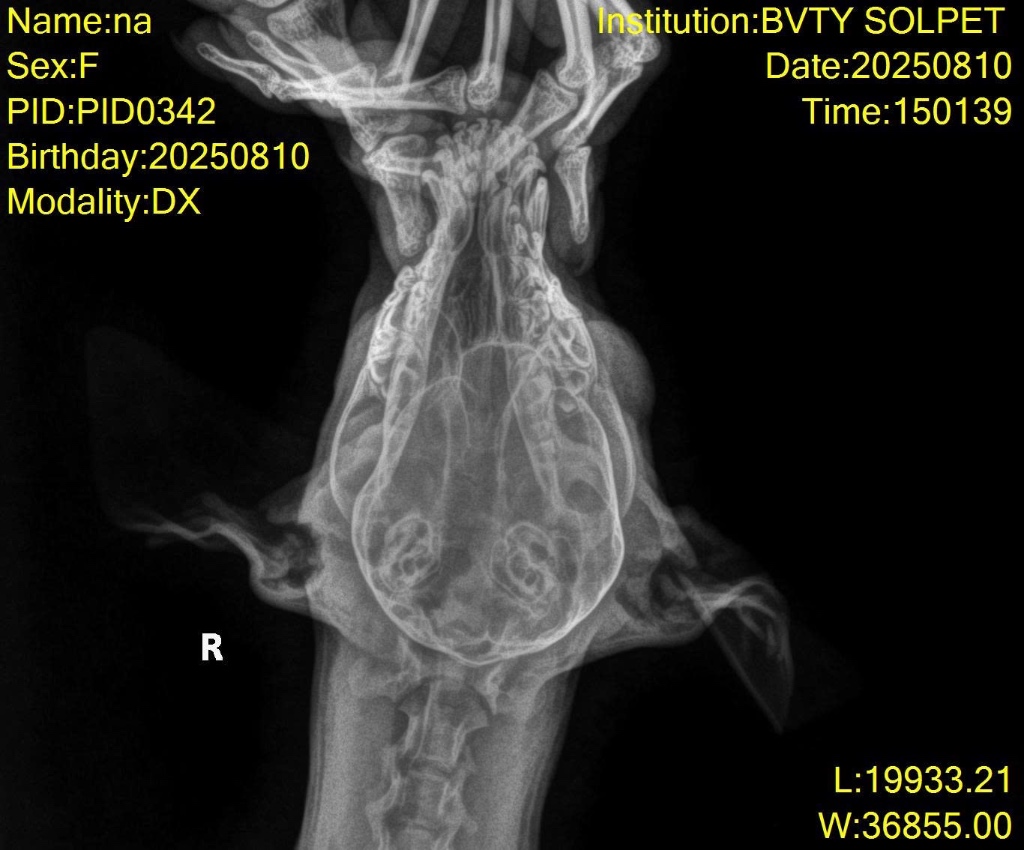 Name:na
Sex:F
PID:PID0342
Birthday:20250810
Modality:DX
Institution:BVTY SOLPET
Date:20250810
Time:150139
R
L:19933.21
W:36855.00